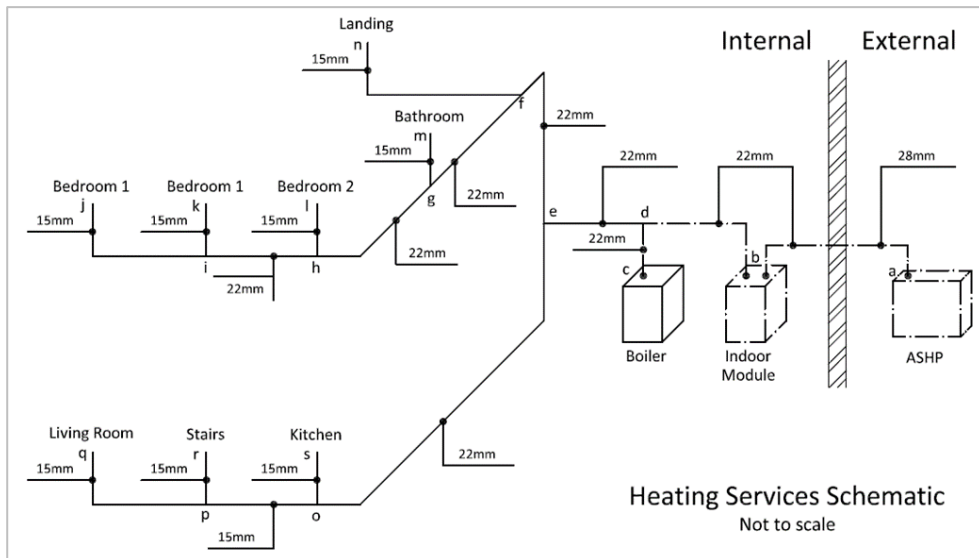 Landing
n
15mm
Internal
External
f
22mm
Bathroom
m
15mm
g
22mm
22mm
22mm
22mm
28mm
Bedroom 1
j
15mm
Bedroom 1
k
15mm
Bedroom 2
l
15mm
i
h
22mm
e
d
22mm
c
b
a
Boiler
Indoor
Module
ASHP
Living Room
q
15mm
Stairs
r
15mm
Kitchen
s
15mm
p
o
15mm
22mm
Heating Services Schematic
Not to scale